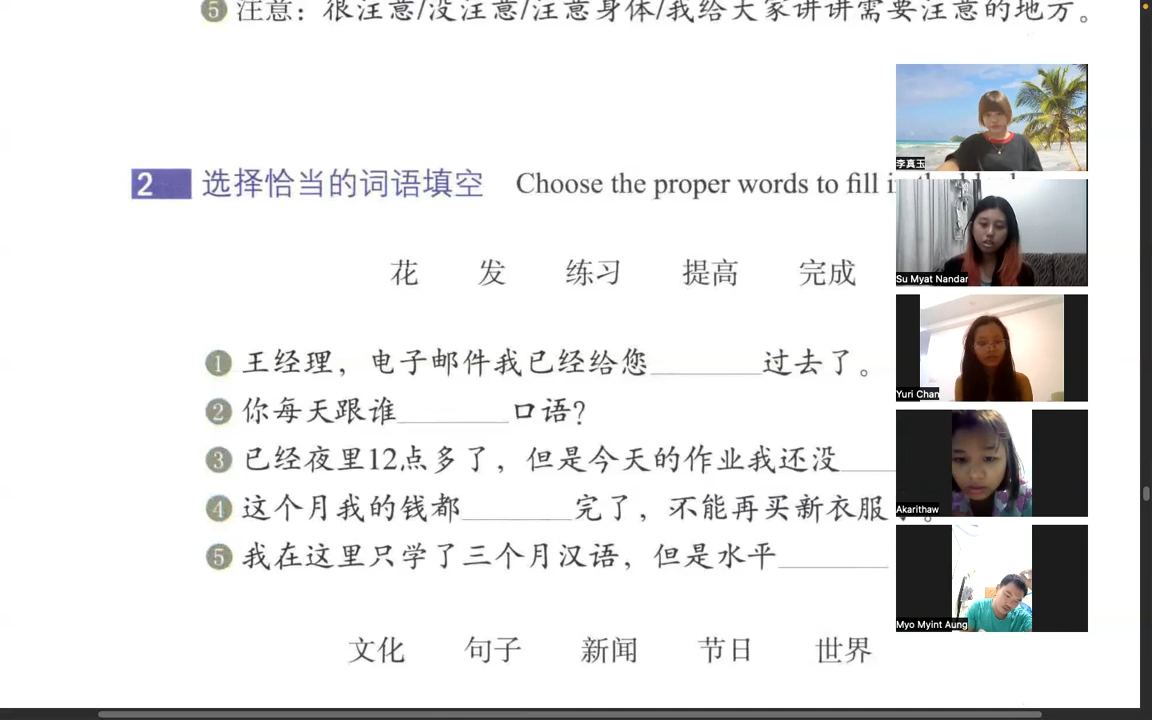 ⑤ 注意：很注意/没注意/注意身体/我给大家讲讲需要注意的地方。
李真玉
2 选择恰当的词语填空 Choose the proper words to fill in
Su Myat Nandar
花 发 练习 提高 完成
① 王经理，电子邮件我已经给您______过去了。
Yuri Chan
② 你每天跟谁______口语?
③ 已经夜里12点多了，但是今天的作业我还没____
④ 这个月我的钱都______完了，不能再买新衣服
Akarithaw
⑤ 我在这里只学了三个月汉语，但是水平______
Myo Myint Aung
文化 句子 新闻 节日 世界